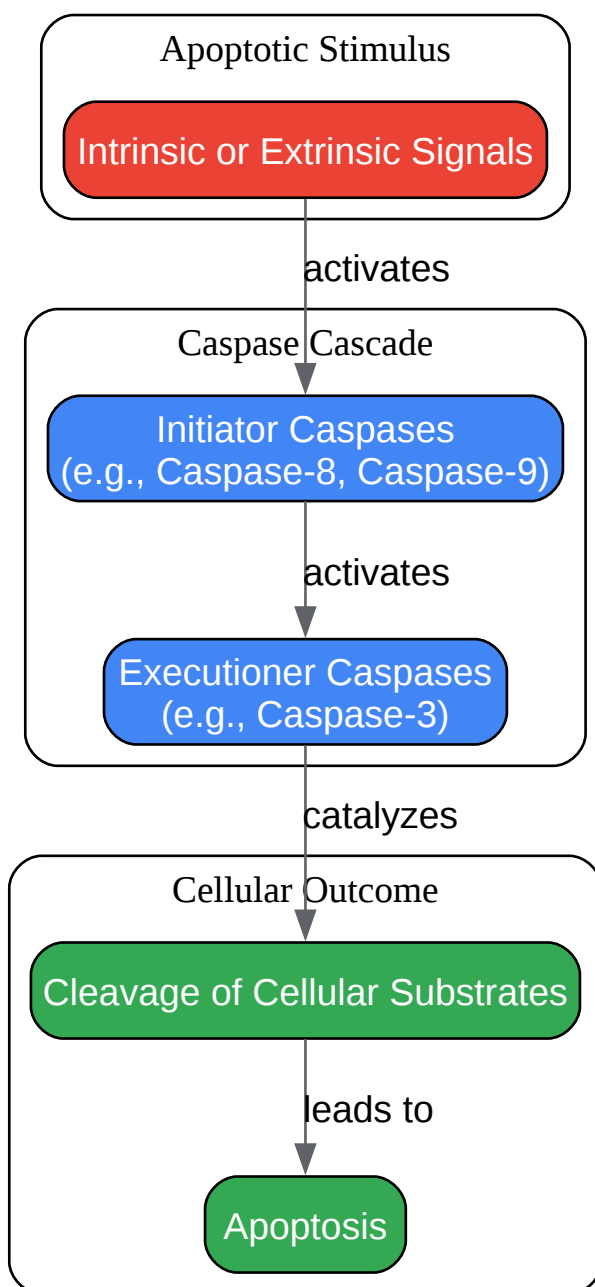 Apoptotic Stimulus
Intrinsic or Extrinsic Signals
activates
Caspase Cascade
Initiator Caspases
(e.g., Caspase-8, Caspase-9)
activates
Executioner Caspases
(e.g., Caspase-3)
catalyzes
Cellular Outcome
Cleavage of Cellular Substrates
leads to
Apoptosis